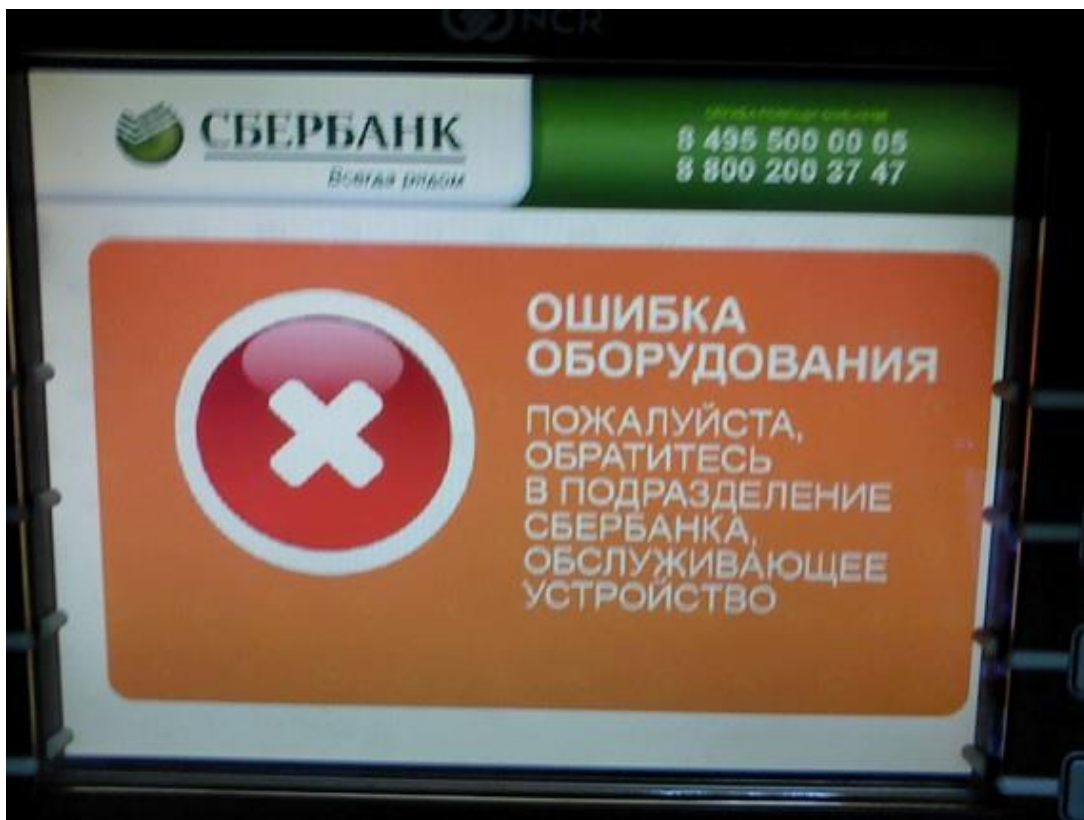 NCR
СБЕРБАНК
Всегда рядом
8 495 500 00 05
8 800 200 37 47
ОШИБКА
ОБОРУДОВАНИЯ
ПОЖАЛУЙСТА,
ОБРАТИТЕСЬ
В ПОДРАЗДЕЛЕНИЕ
СБЕРБАНКА,
ОБСЛУЖИВАЮЩЕЕ
УСТРОЙСТВО